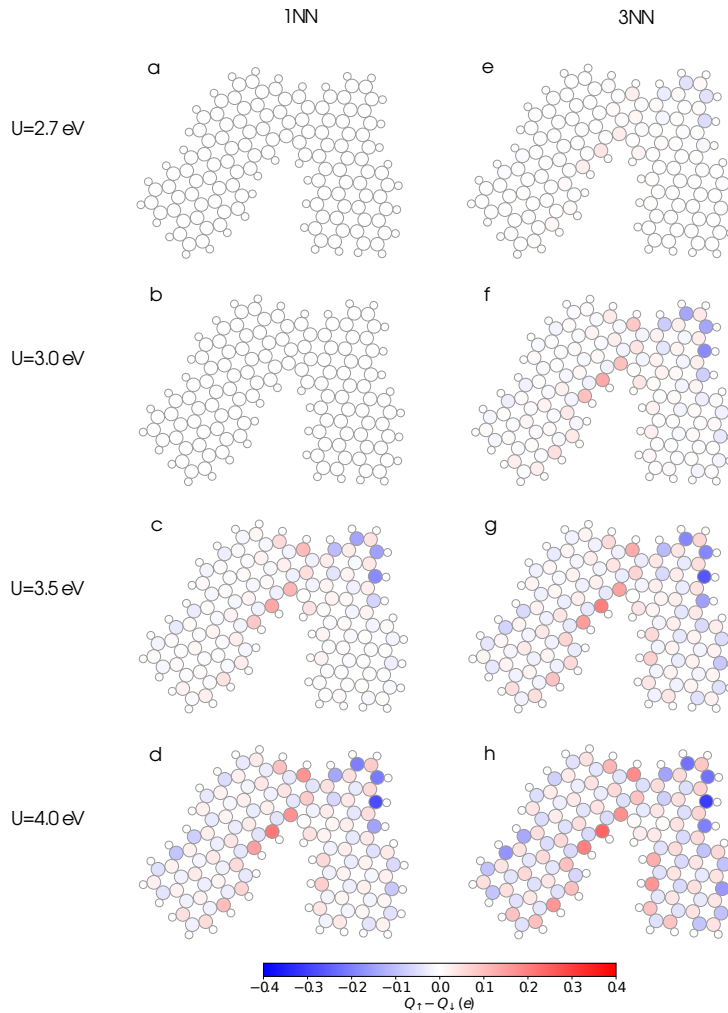 1NN 3NN
a e
U=2.7 eV
b f
U=3.0 eV
c g
U=3.5 eV
d h
U=4.0 eV
−0.4 −0.3 −0.2 −0.1 0.0 0.1 0.2 0.3 0.4
Q↑ − Q↓ (e)